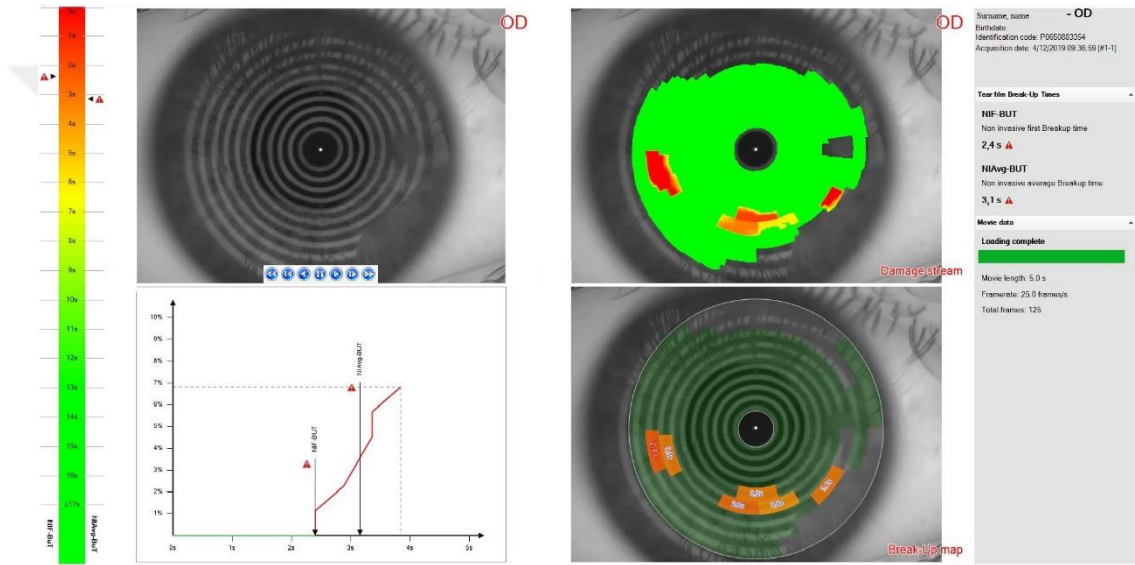 0s
1s
2s
3s
4s
5s
6s
7s
8s
9s
10s
11s
12s
13s
14s
15s
16s
≥17s
NIF-BUT
NIAvg-BUT
OD
OD
Damage stream
10%
9%
8%
7%
6%
5%
4%
3%
2%
1%
NIF-BUT
NIAvg-BUT
0s
1s
2s
3s
4s
5s
Break-Up map
Surname, name - OD
Birthdate
Identification code: P0650883354
Acquisition date: 4/12/2019 09:36:59 [#1-1]
Tear film Break-Up Times
NIF-BUT
Non invasive first Breakup time
2,4 s
NIAvg-BUT
Non invasive average Breakup time
3,1 s
Movie data
Loading complete
Movie length: 5.0 s
Framerate: 25.0 frames/s
Total frames: 125